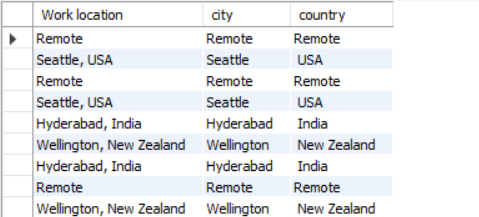 Work location city country
Remote Remote Remote
Seattle, USA Seattle USA
Remote Remote Remote
Seattle, USA Seattle USA
Hyderabad, India Hyderabad India
Wellington, New Zealand Wellington New Zealand
Hyderabad, India Hyderabad India
Remote Remote Remote
Wellington, New Zealand Wellington New Zealand